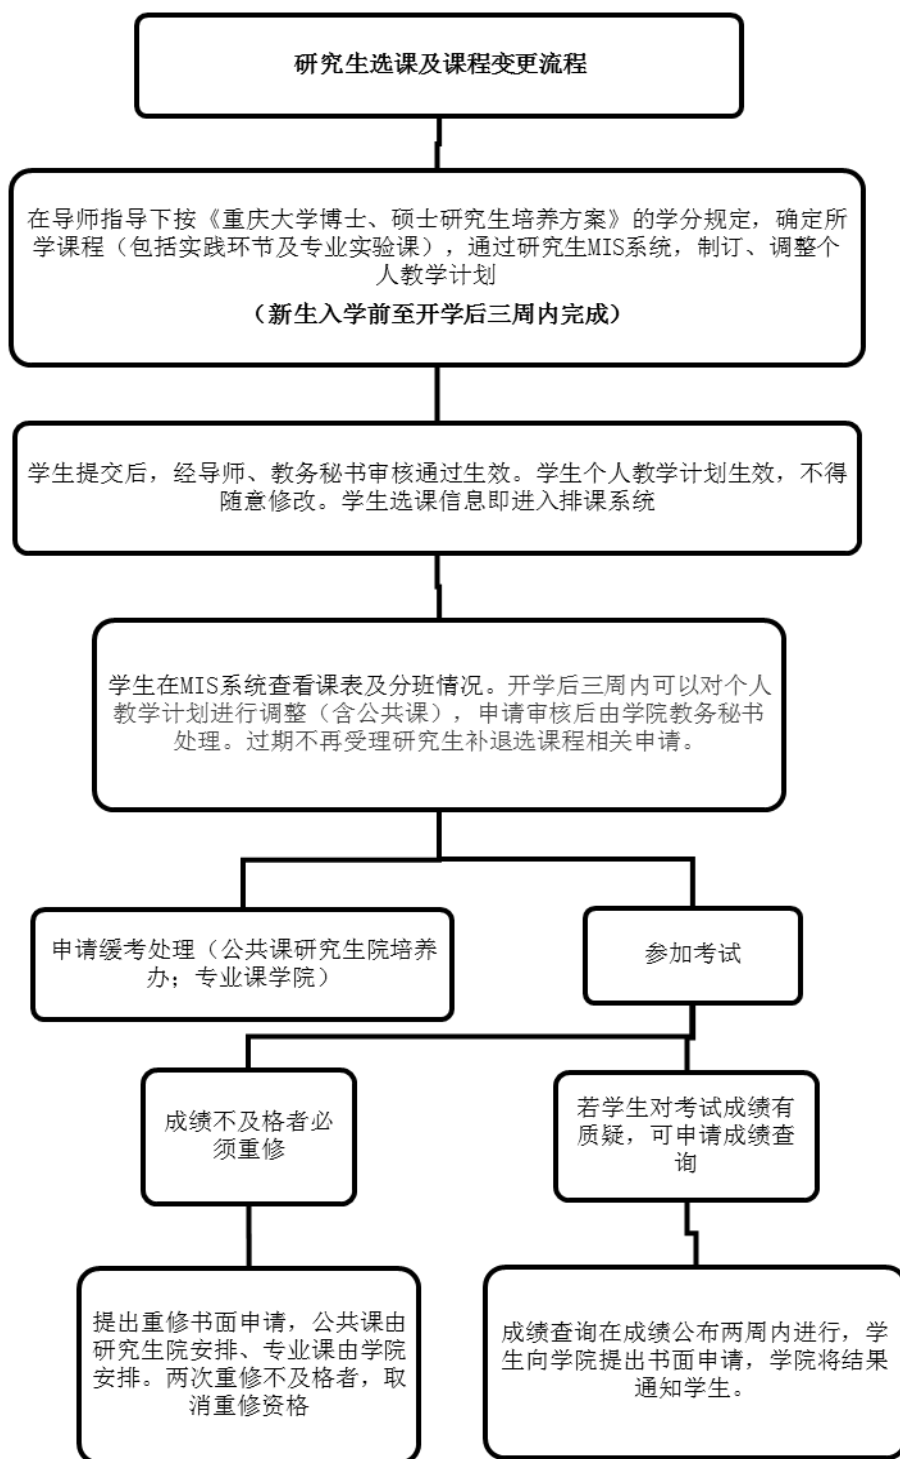 研究生选课及课程变更流程
在导师指导下按《重庆大学博士、硕士研究生培养方案》的学分规定，确定所
学课程（包括实践环节及专业实验课），通过研究生MIS系统，制订、调整个
人教学计划
（新生入学前至开学后三周内完成）
学生提交后，经导师、教务秘书审核通过生效。学生个人教学计划生效，不得
随意修改。学生选课信息即进入排课系统
学生在MIS系统查看课表及分班情况。开学后三周内可以对个人
教学计划进行调整（含公共课），申请审核后由学院教务秘书
处理。过期不再受理研究生补退选课程相关申请。
申请缓考处理（公共课研究生院培养
办；专业课学院）
参加考试
成绩不及格者必
须重修
若学生对考试成绩有
质疑，可申请成绩查
询
提出重修书面申请，公共课由
研究生院安排、专业课由学院
安排。两次重修不及格者，取
消重修资格
成绩查询在成绩公布两周内进行，学
生向学院提出书面申请，学院将结果
通知学生。